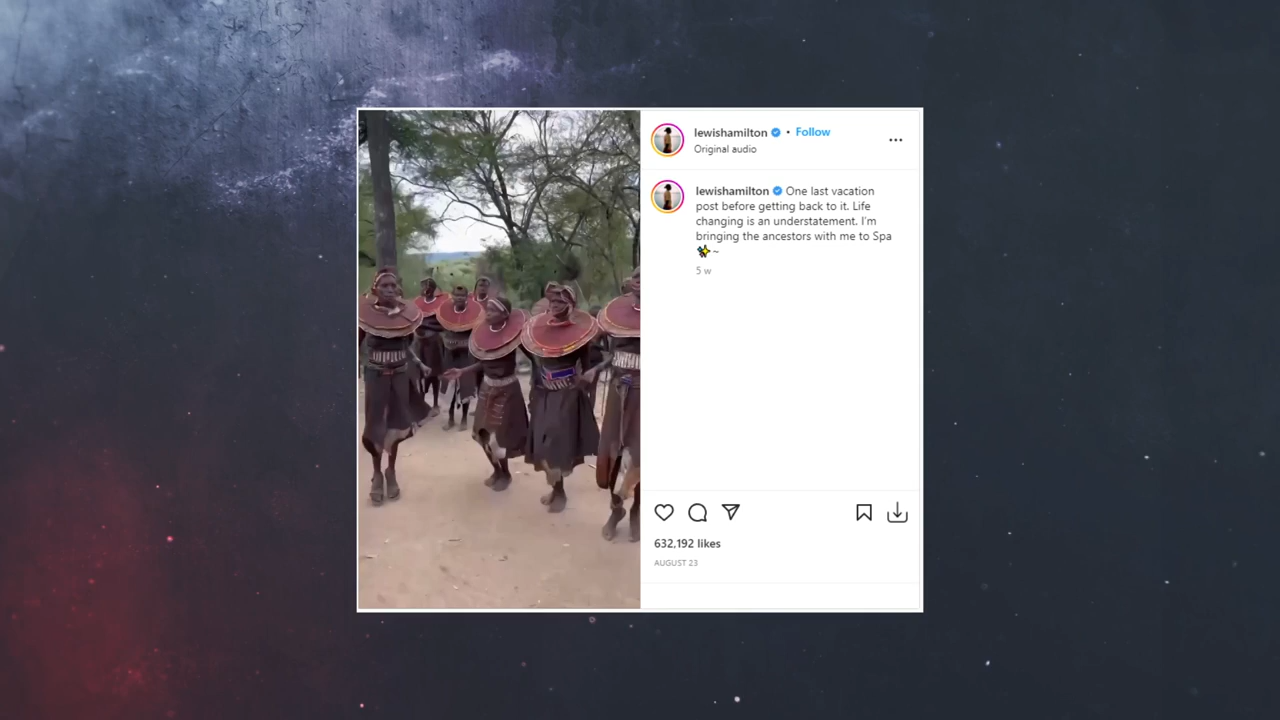 lewishamilton • Follow
Original audio
lewishamilton One last vacation
post before getting back to it. Life
changing is an understatement. I'm
bringing the ancestors with me to Spa
✨ ~
5 w
632,192 likes
AUGUST 23